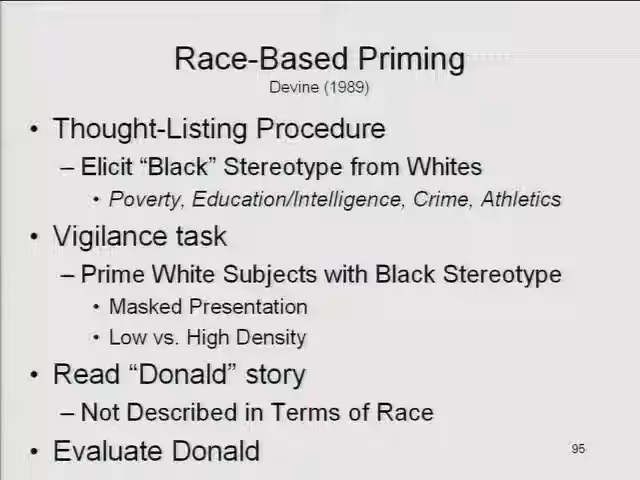 Race-Based Priming
Devine (1989)
• Thought-Listing Procedure
– Elicit “Black” Stereotype from Whites
• Poverty, Education/Intelligence, Crime, Athletics
• Vigilance task
– Prime White Subjects with Black Stereotype
• Masked Presentation
• Low vs. High Density
• Read “Donald” story
– Not Described in Terms of Race
• Evaluate Donald
95